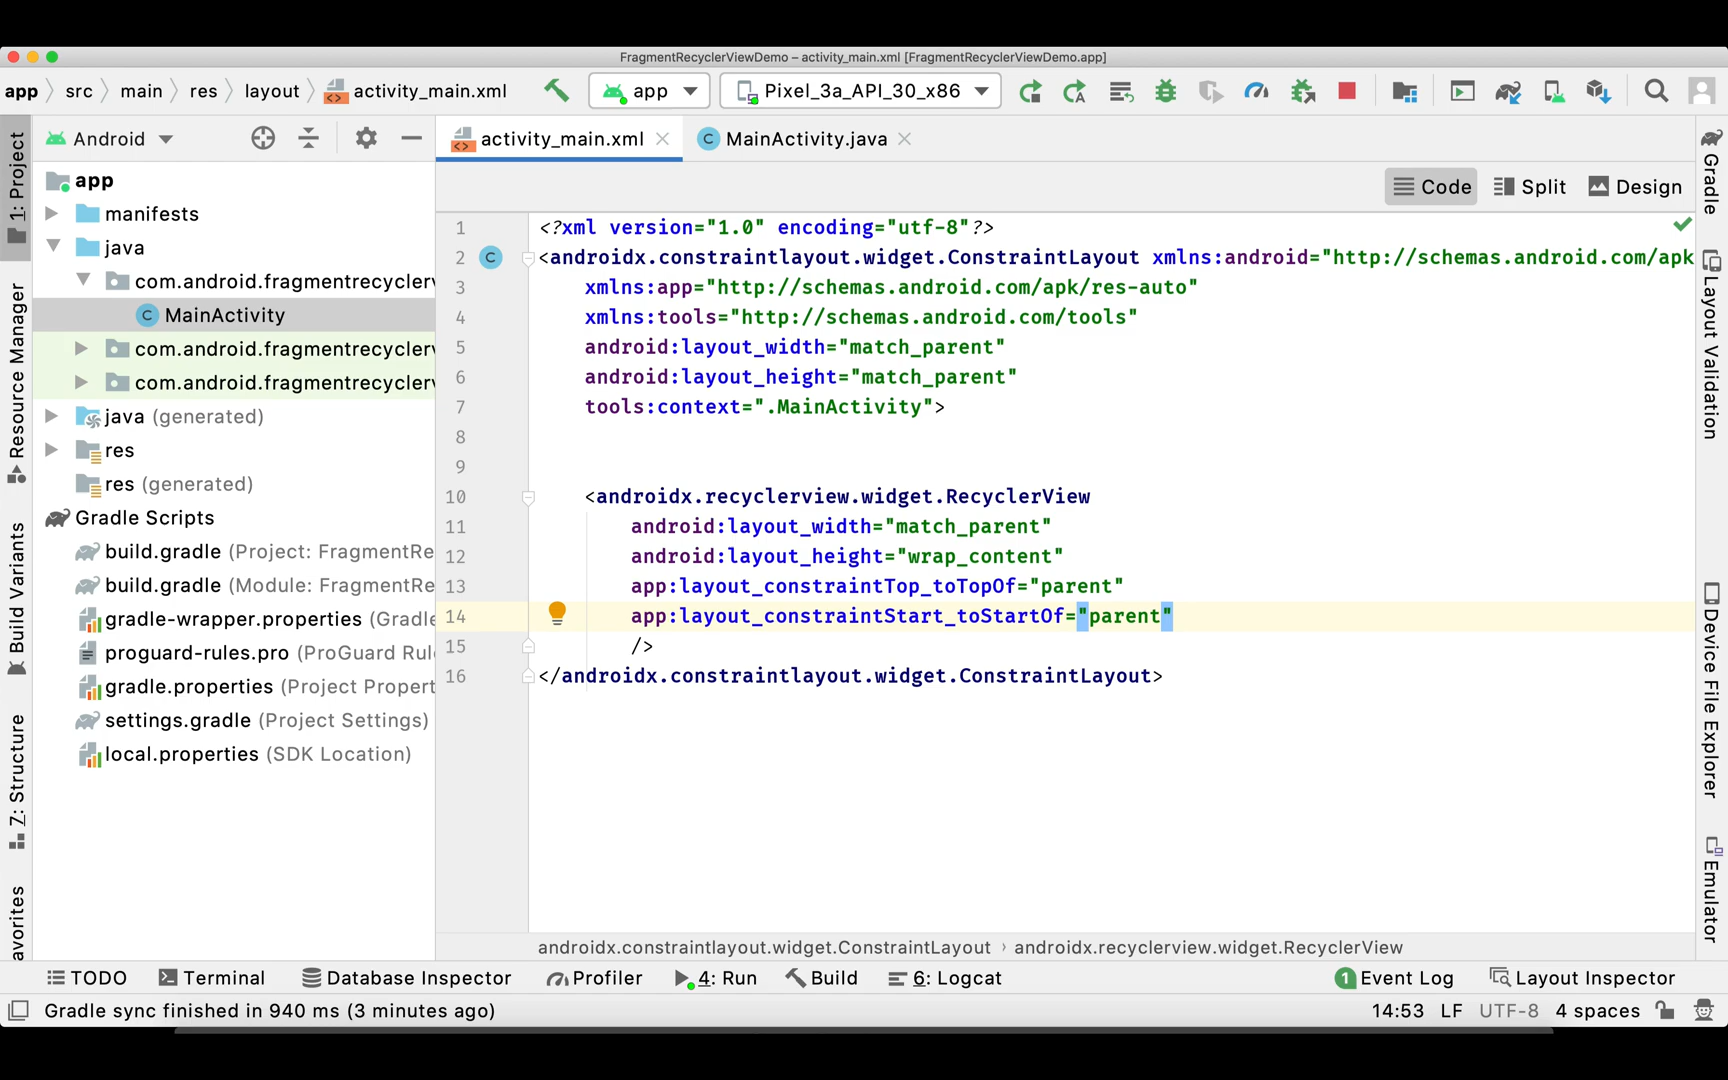 FragmentRecyclerViewDemo – activity_main.xml [FragmentRecyclerViewDemo.app]
app src main res layout activity_main.xml app Pixel_3a_API_30_x86
Android
activity_main.xml MainActivity.java
Code Split Design
1: Project
Resource Manager
Build Variants
Z: Structure
avorites
app
manifests
java
com.android.fragmentrecyclerv
MainActivity
com.android.fragmentrecyclerv
com.android.fragmentrecyclerv
java (generated)
res
res (generated)
Gradle Scripts
build.gradle (Project: FragmentRe
build.gradle (Module: FragmentRe
gradle-wrapper.properties (Gradle
proguard-rules.pro (ProGuard Rul
gradle.properties (Project Propert
settings.gradle (Project Settings)
local.properties (SDK Location)
1 <?xml version="1.0" encoding="utf-8"?>
2 C <androidx.constraintlayout.widget.ConstraintLayout xmlns:android="http://schemas.android.com/apk
3 xmlns:app="http://schemas.android.com/apk/res-auto"
4 xmlns:tools="http://schemas.android.com/tools"
5 android:layout_width="match_parent"
6 android:layout_height="match_parent"
7 tools:context=".MainActivity">
8
9
10 <androidx.recyclerview.widget.RecyclerView
11 android:layout_width="match_parent"
12 android:layout_height="wrap_content"
13 app:layout_constraintTop_toTopOf="parent"
14 app:layout_constraintStart_toStartOf="parent"
15 />
16 </androidx.constraintlayout.widget.ConstraintLayout>
Gradle
Layout Validation
Device File Explorer
Emulator
androidx.constraintlayout.widget.ConstraintLayout › androidx.recyclerview.widget.RecyclerView
TODO Terminal Database Inspector Profiler 4: Run Build 6: Logcat 1 Event Log Layout Inspector
Gradle sync finished in 940 ms (3 minutes ago) 14:53 LF UTF-8 4 spaces